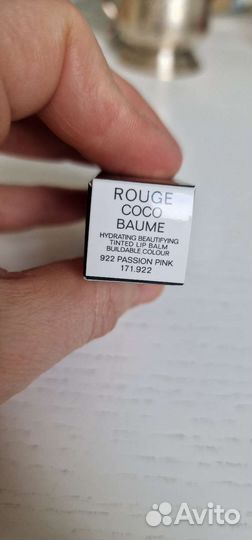 ROUGE
COCO
BAUME
HYDRATING BEAUTIFYING
TINTED LIP BALM
BUILDABLE COLOUR
922 PASSION PINK
171.922
Avito